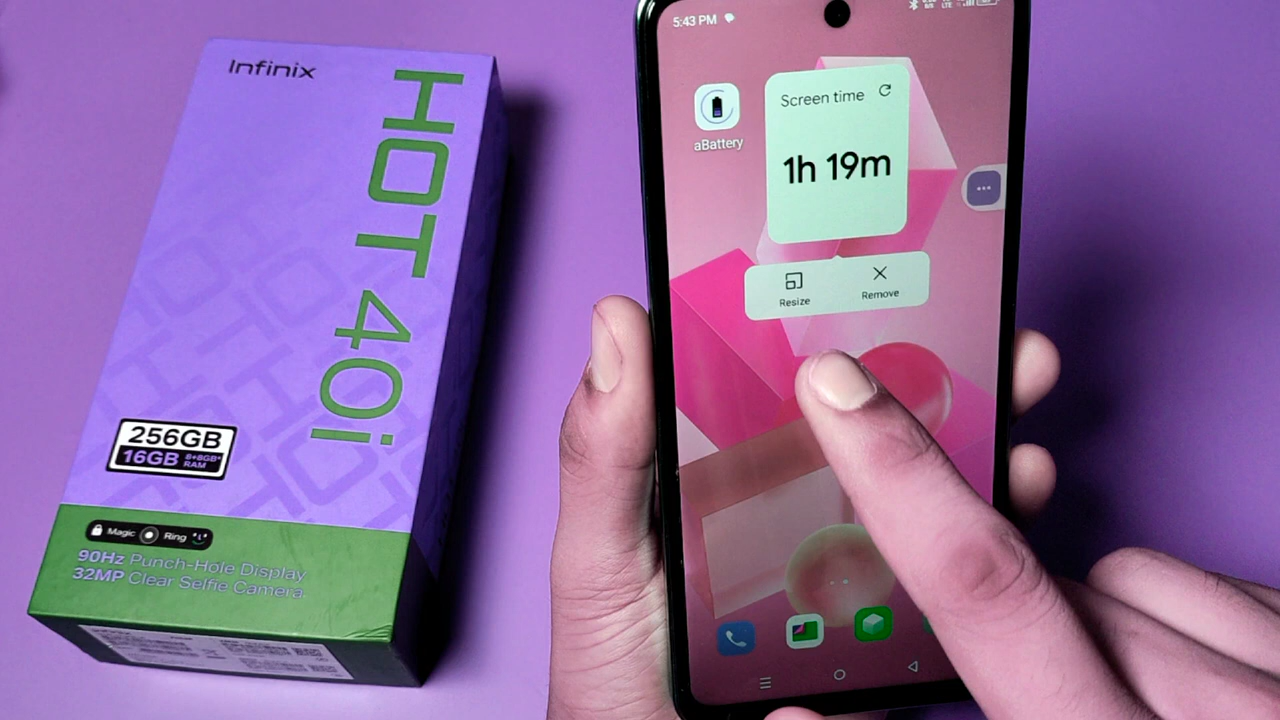 Infinix
HOT 40i
256GB
16GB 8+8GB*
RAM
Magic Ring
90Hz Punch-Hole Display
32MP Clear Selfie Camera
5:43 PM
aBattery
Screen time
1h 19m
Resize
Remove